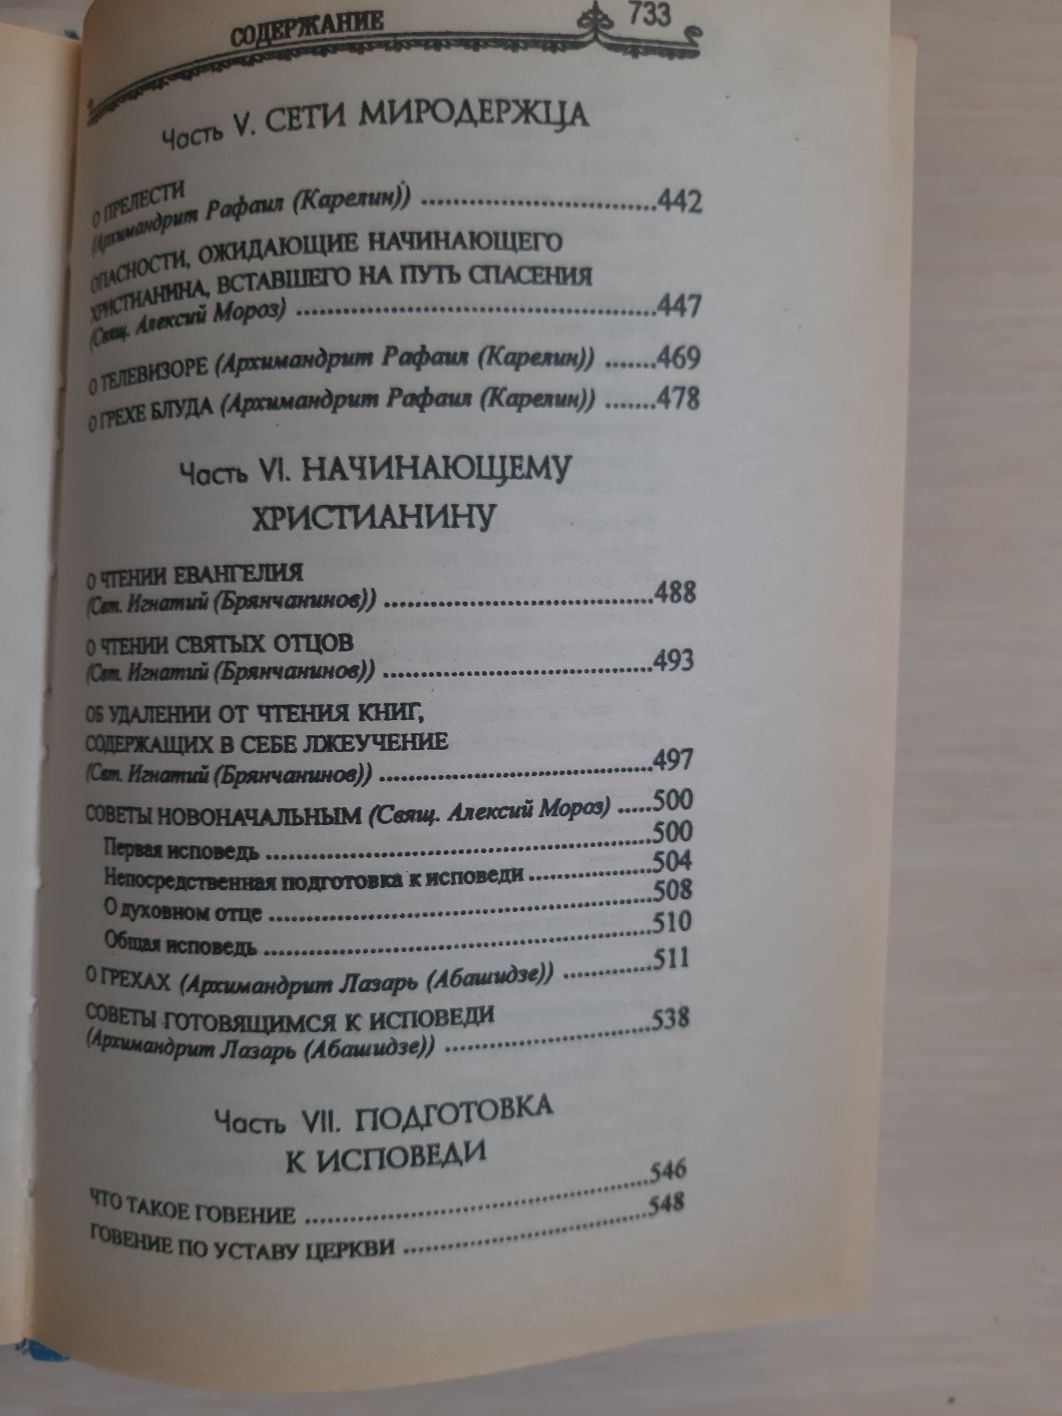 СОДЕРЖАНИЕ 733
Часть V. СЕТИ МИРОДЕРЖЦА
О ПРЕЛЕСТИ
(Архимандрит Рафаил (Карелин)) ..............................442
ОПАСНОСТИ, ОЖИДАЮЩИЕ НАЧИНАЮЩЕГО
ХРИСТИАНИНА, ВСТАВШЕГО НА ПУТЬ СПАСЕНИЯ
(Свящ. Алексий Мороз) ..............................................447
О ТЕЛЕВИЗОРЕ (Архимандрит Рафаил (Карелин)) .......469
О ГРЕХЕ БЛУДА (Архимандрит Рафаил (Карелин)) .......478
Часть VI. НАЧИНАЮЩЕМУ
ХРИСТИАНИНУ
О ЧТЕНИИ ЕВАНГЕЛИЯ
(Свт. Игнатий (Брянчанинов)) ...................................488
О ЧТЕНИИ СВЯТЫХ ОТЦОВ
(Свт. Игнатий (Брянчанинов)) ...................................493
ОБ УДАЛЕНИИ ОТ ЧТЕНИЯ КНИГ,
СОДЕРЖАЩИХ В СЕБЕ ЛЖЕУЧЕНИЕ
(Свт. Игнатий (Брянчанинов)) ...................................497
СОВЕТЫ НОВОНАЧАЛЬНЫМ (Свящ. Алексий Мороз) .....500
Первая исповедь ..................................................500
Непосредственная подготовка к исповеди ................504
О духовном отце ..................................................508
Общая исповедь ...................................................510
О ГРЕХАХ (Архимандрит Лазарь (Абашидзе)) ............511
СОВЕТЫ ГОТОВЯЩИМСЯ К ИСПОВЕДИ
(Архимандрит Лазарь (Абашидзе)) ...........................538
Часть VII. ПОДГОТОВКА
К ИСПОВЕДИ
ЧТО ТАКОЕ ГОВЕНИЕ .............................................546
ГОВЕНИЕ ПО УСТАВУ ЦЕРКВИ ................................548